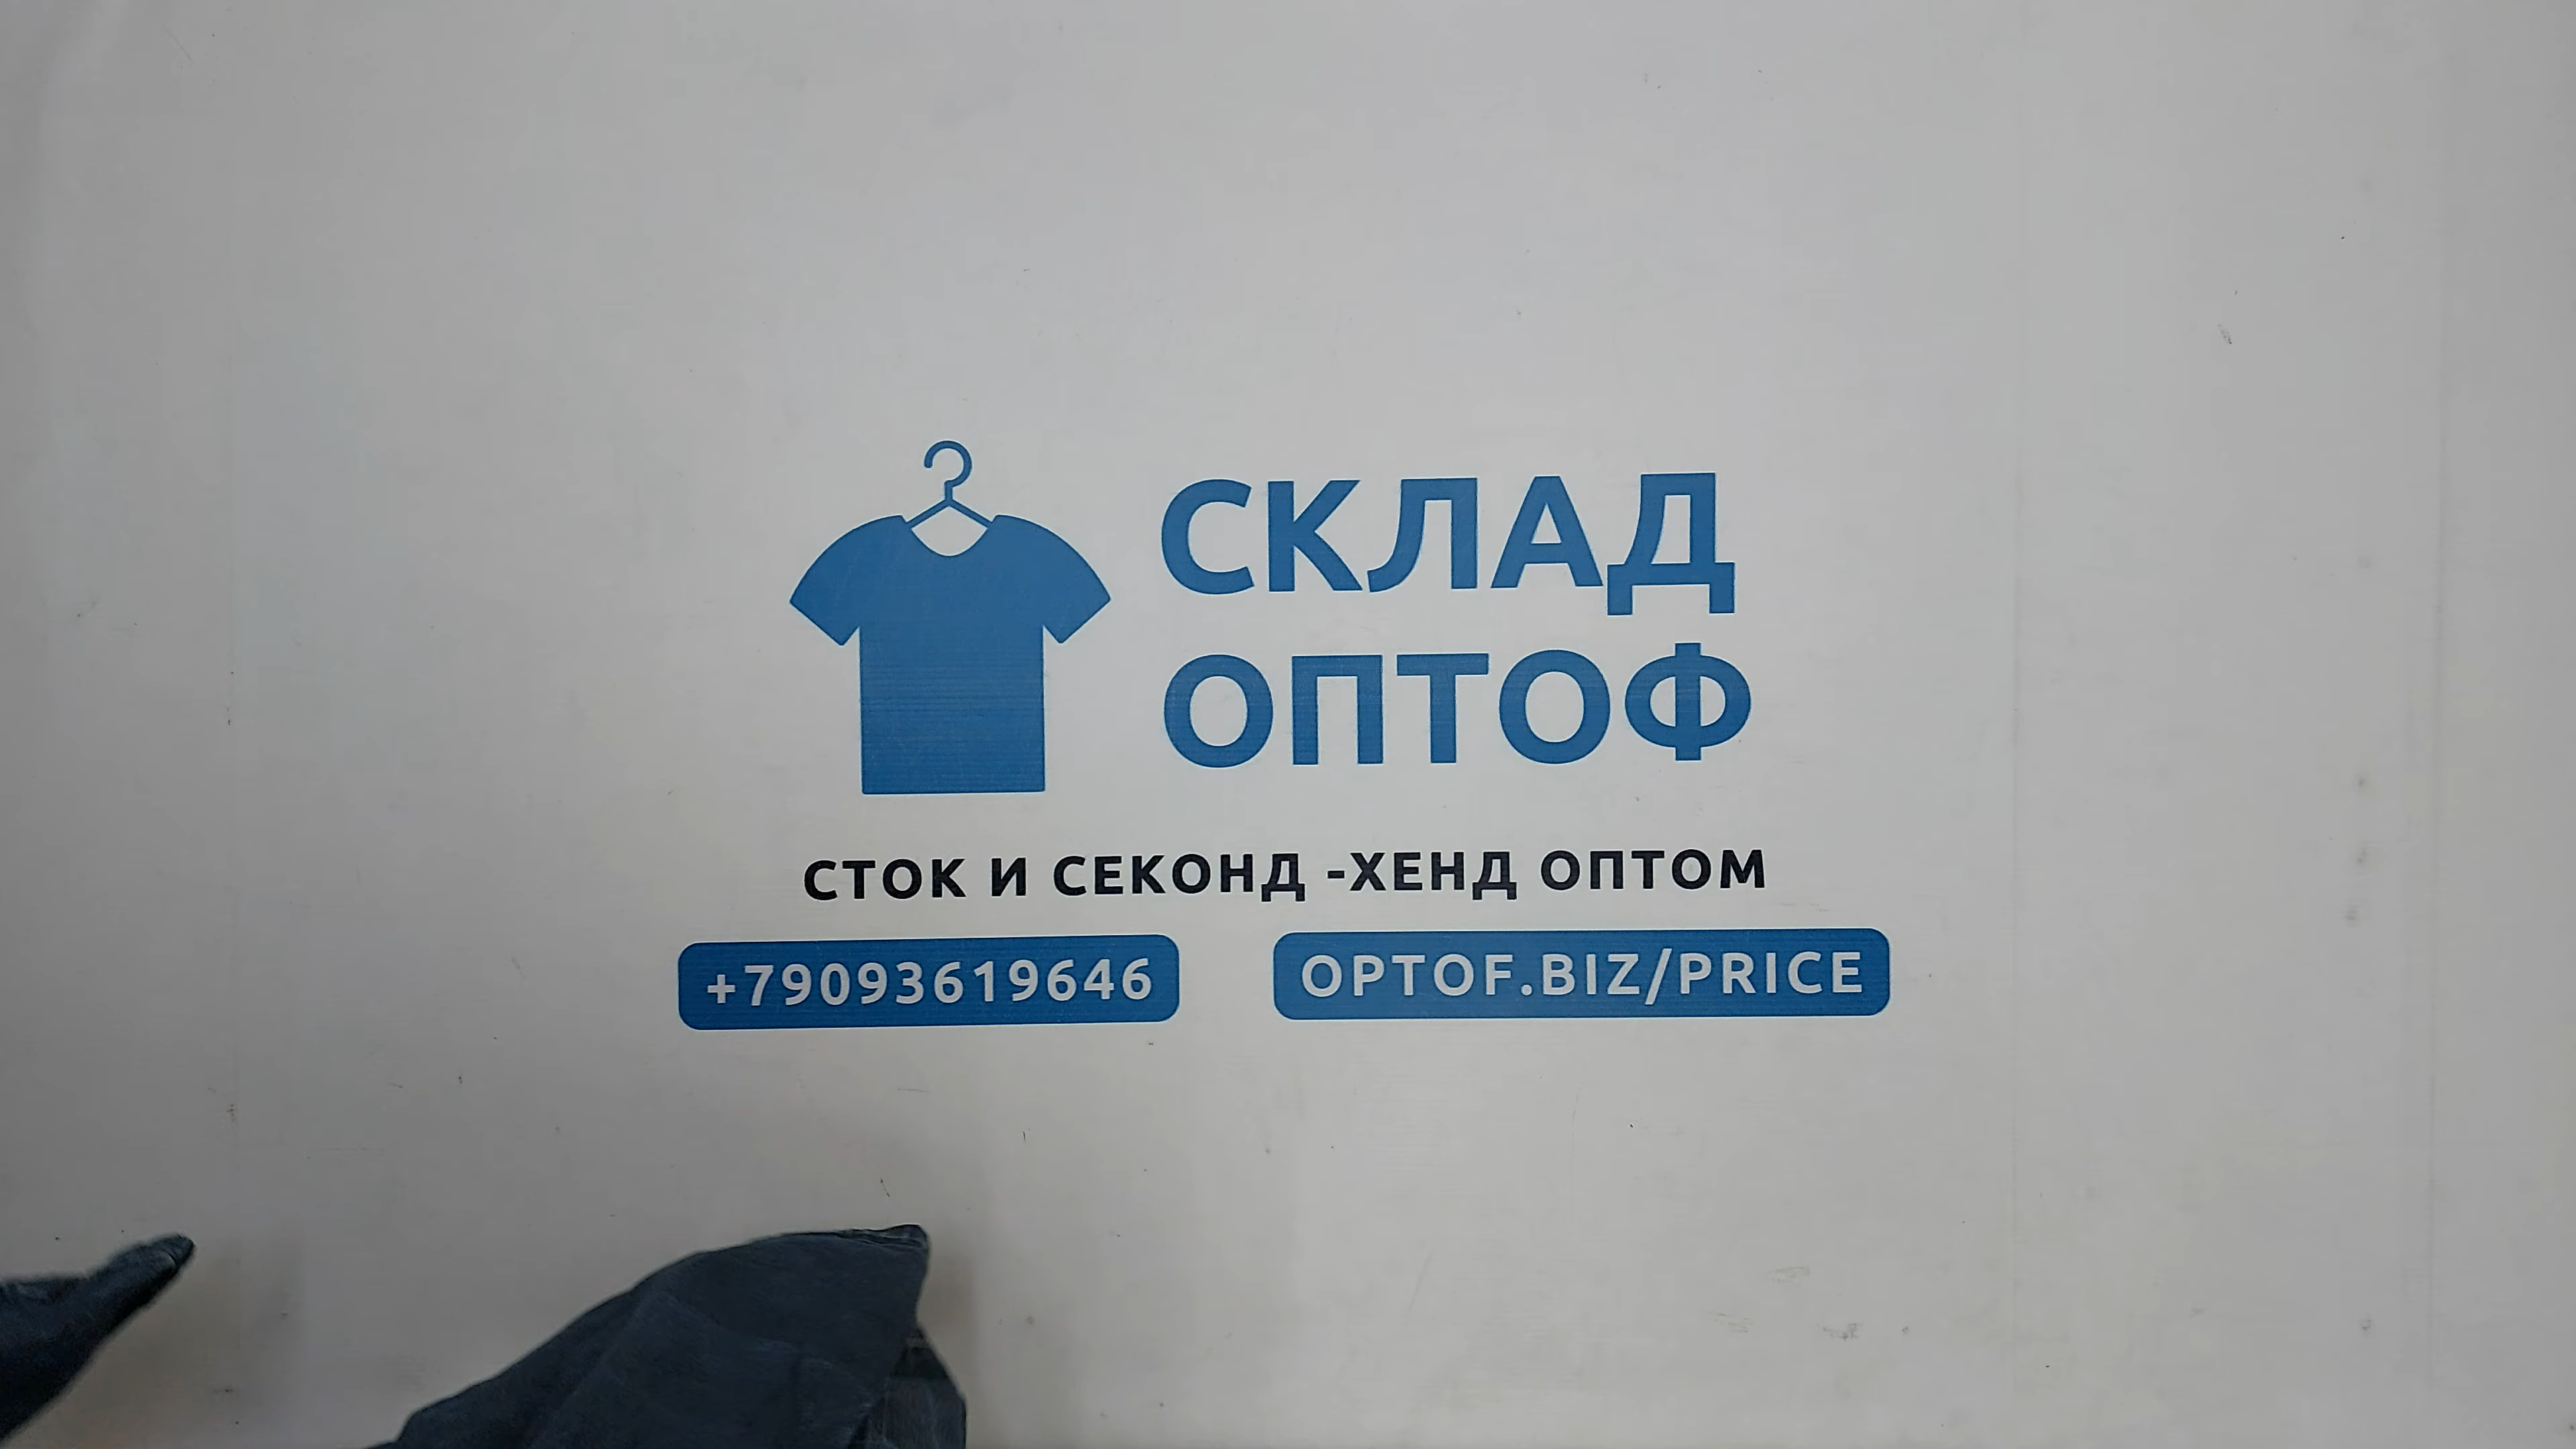 СКЛАД
ОПТОФ
СТОК И СЕКОНД -ХЕНД ОПТОМ
+79093619646
OPTOF.BIZ/PRICE